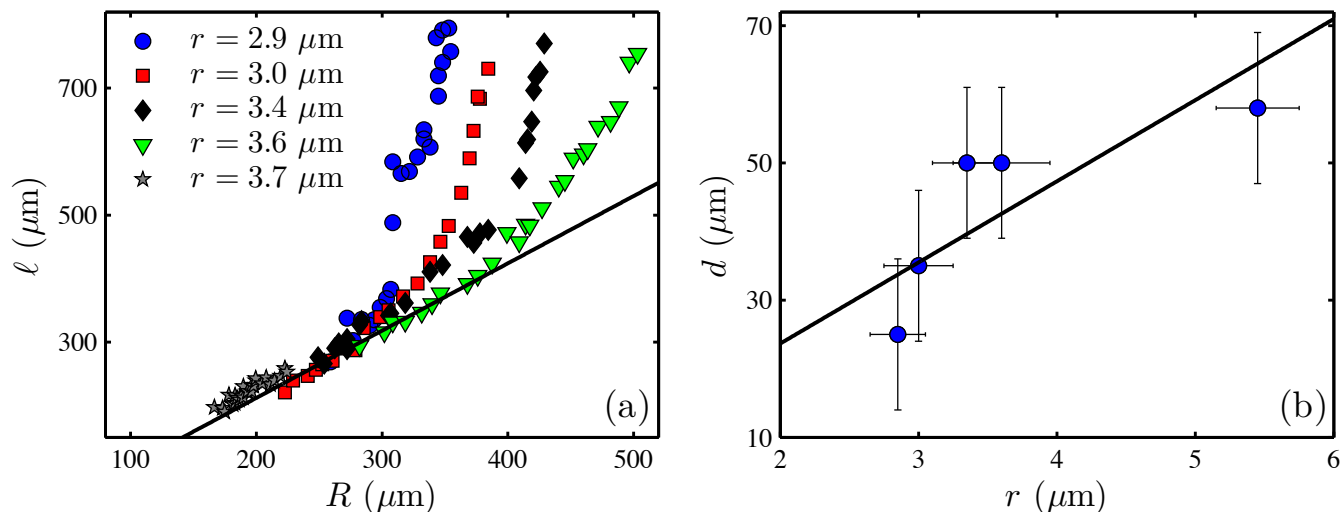 r = 2.9 μm
r = 3.0 μm
r = 3.4 μm
r = 3.6 μm
r = 3.7 μm
700
500
300
ℓ (μm)
100 200 300 400 500
R (μm)
(a)
70
50
30
10
d (μm)
2 3 4 5 6
r (μm)
(b)